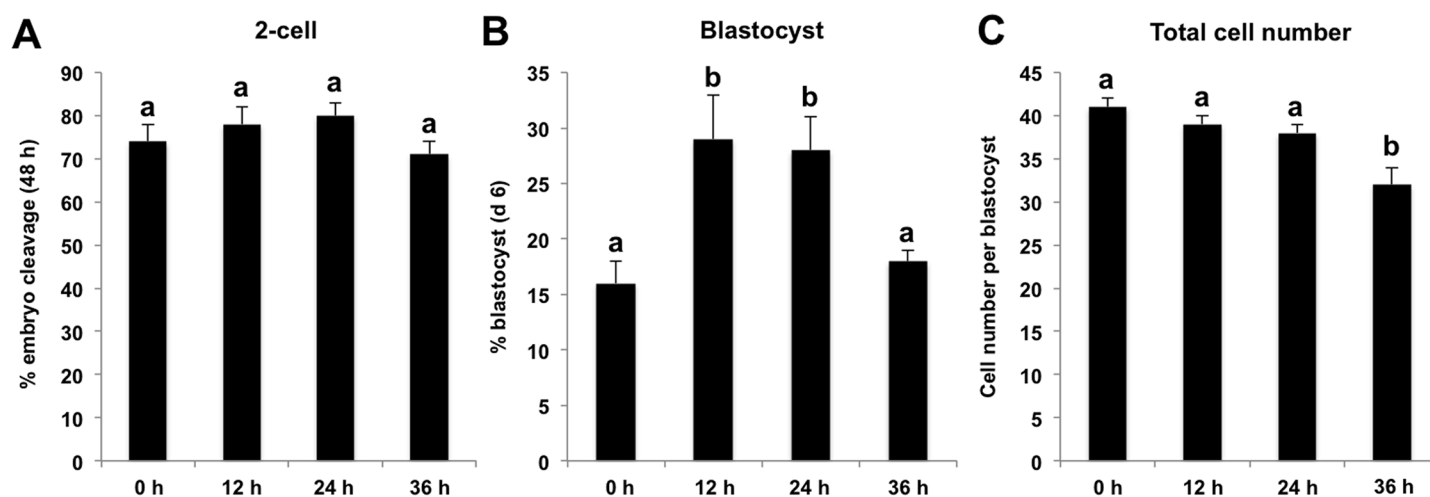 A
2-cell
% embryo cleavage (48 h)
90
80
70
60
50
40
30
20
10
0
a
a
a
a
0 h 12 h 24 h 36 h
B
Blastocyst
% blastocyst (d 6)
35
30
25
20
15
10
5
0
a
b
b
a
0 h 12 h 24 h 36 h
C
Total cell number
Cell number per blastocyst
45
40
35
30
25
20
15
10
5
0
a
a
a
b
0 h 12 h 24 h 36 h